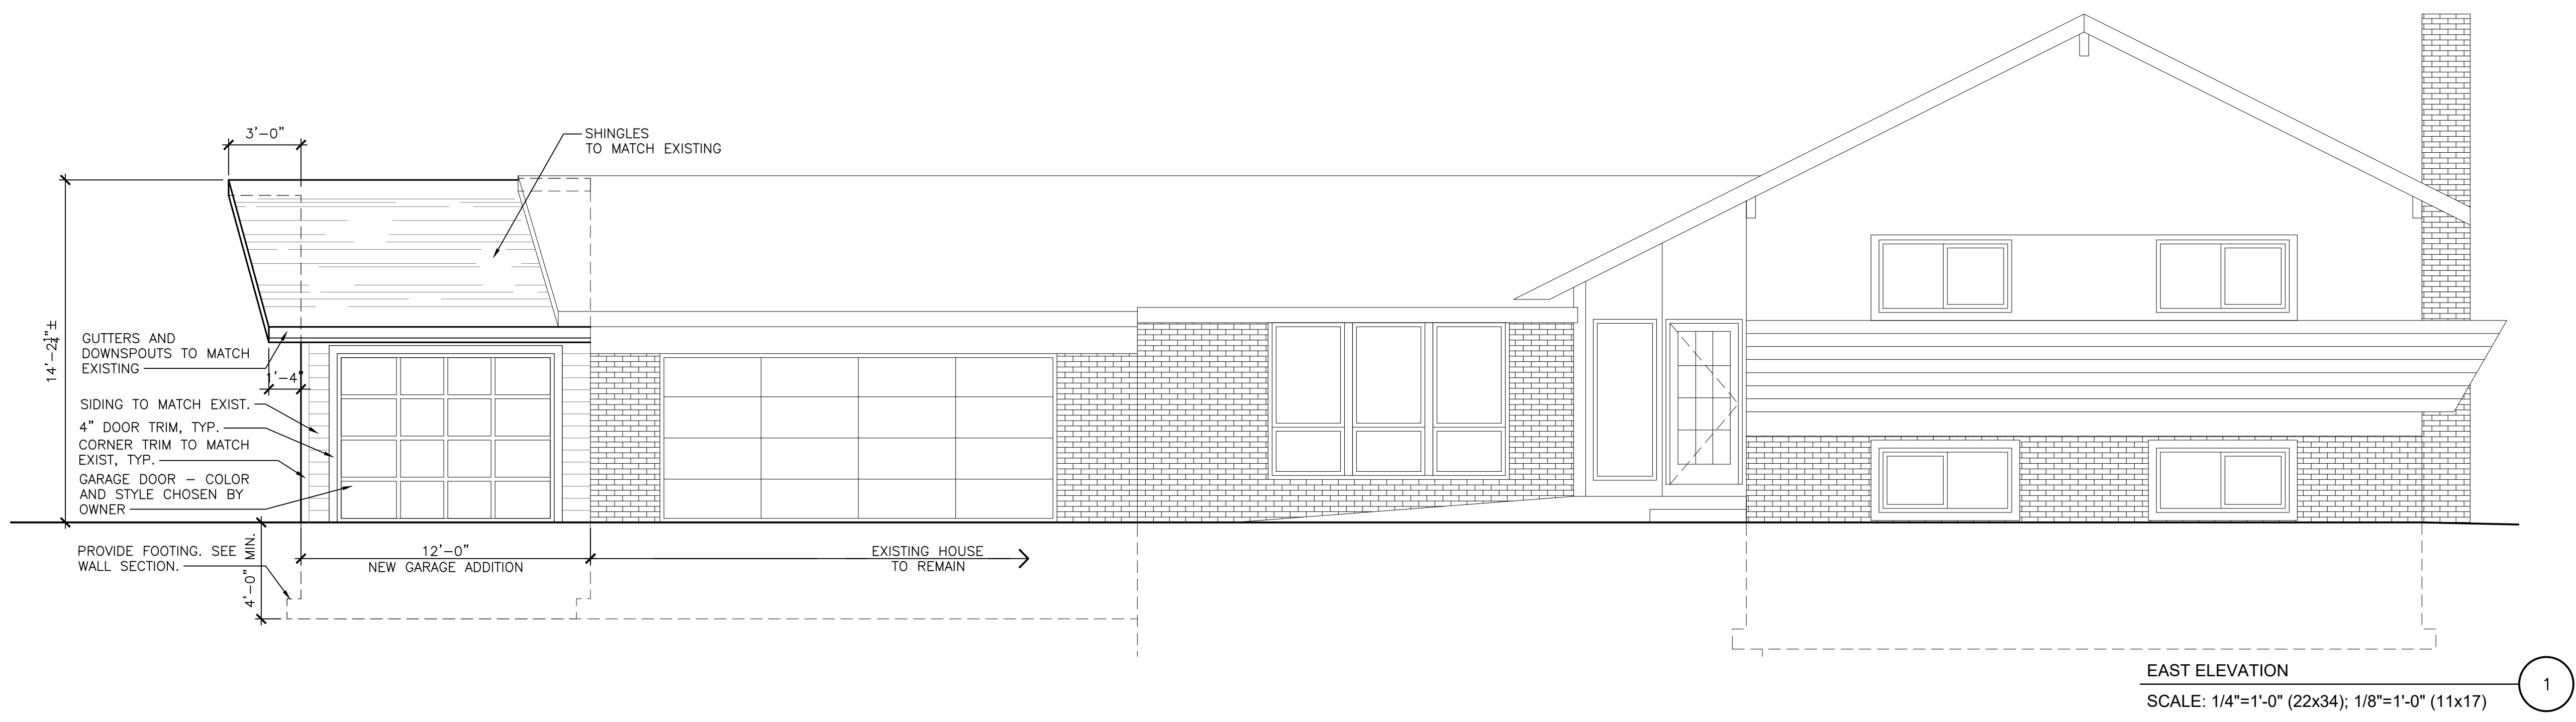 3'-0"
SHINGLES
TO MATCH EXISTING
14'-2 1/4"±
GUTTERS AND
DOWNSPOUTS TO MATCH
EXISTING
1'-4"
SIDING TO MATCH EXIST.
4" DOOR TRIM, TYP.
CORNER TRIM TO MATCH
EXIST, TYP.
GARAGE DOOR - COLOR
AND STYLE CHOSEN BY
OWNER
PROVIDE FOOTING. SEE
WALL SECTION.
4'-0" MIN.
12'-0"
NEW GARAGE ADDITION
EXISTING HOUSE
TO REMAIN
EAST ELEVATION
SCALE: 1/4"=1'-0" (22x34); 1/8"=1'-0" (11x17)
1